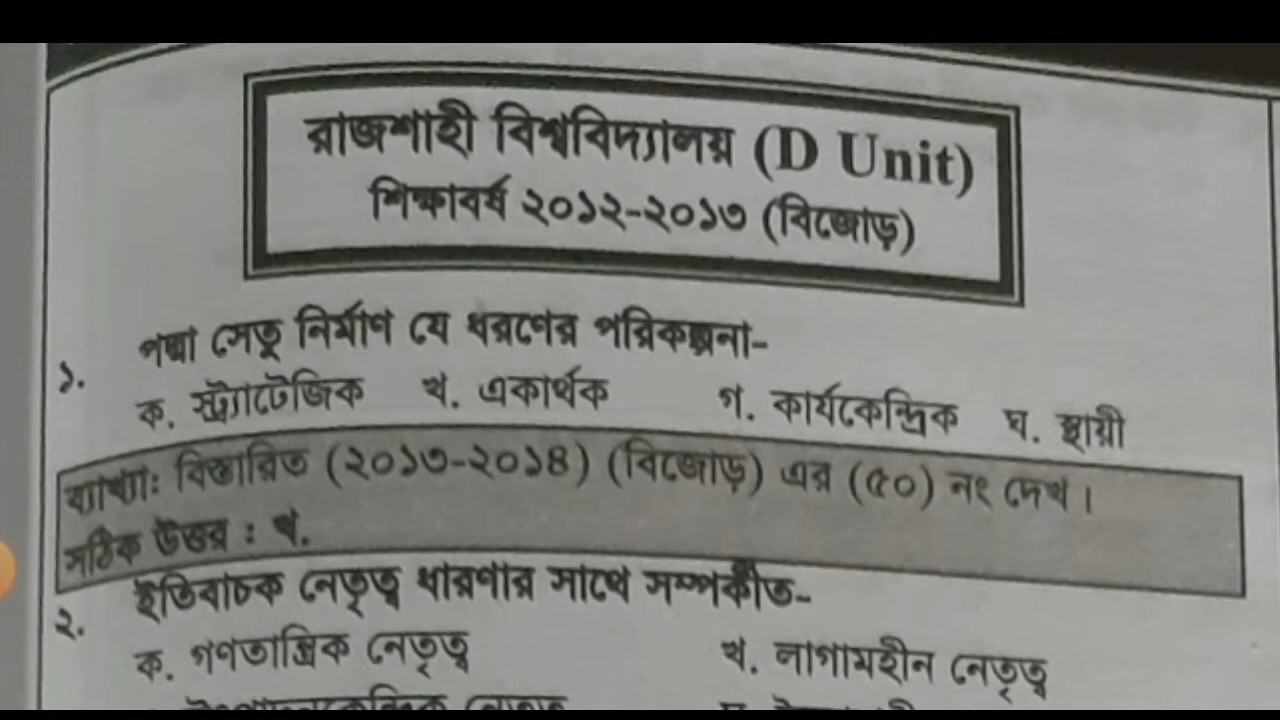 রাজশাহী বিশ্ববিদ্যালয় (D Unit)
শিক্ষাবর্ষ ২০১২-২০১৩ (বিজোড়)
১. পদ্মা সেতু নির্মাণ যে ধরণের পরিকল্পনা-
ক. স্ট্র্যাটেজিক খ. একার্থক গ. কার্যকেন্দ্রিক ঘ. স্থায়ী
ব্যাখ্যা: বিস্তারিত (২০১৩-২০১৪) (বিজোড়) এর (৫০) নং দেখ।
সঠিক উত্তর : খ.
২. ইতিবাচক নেতৃত্ব ধারণার সাথে সম্পর্কীত-
ক. গণতান্ত্রিক নেতৃত্ব খ. লাগামহীন নেতৃত্ব